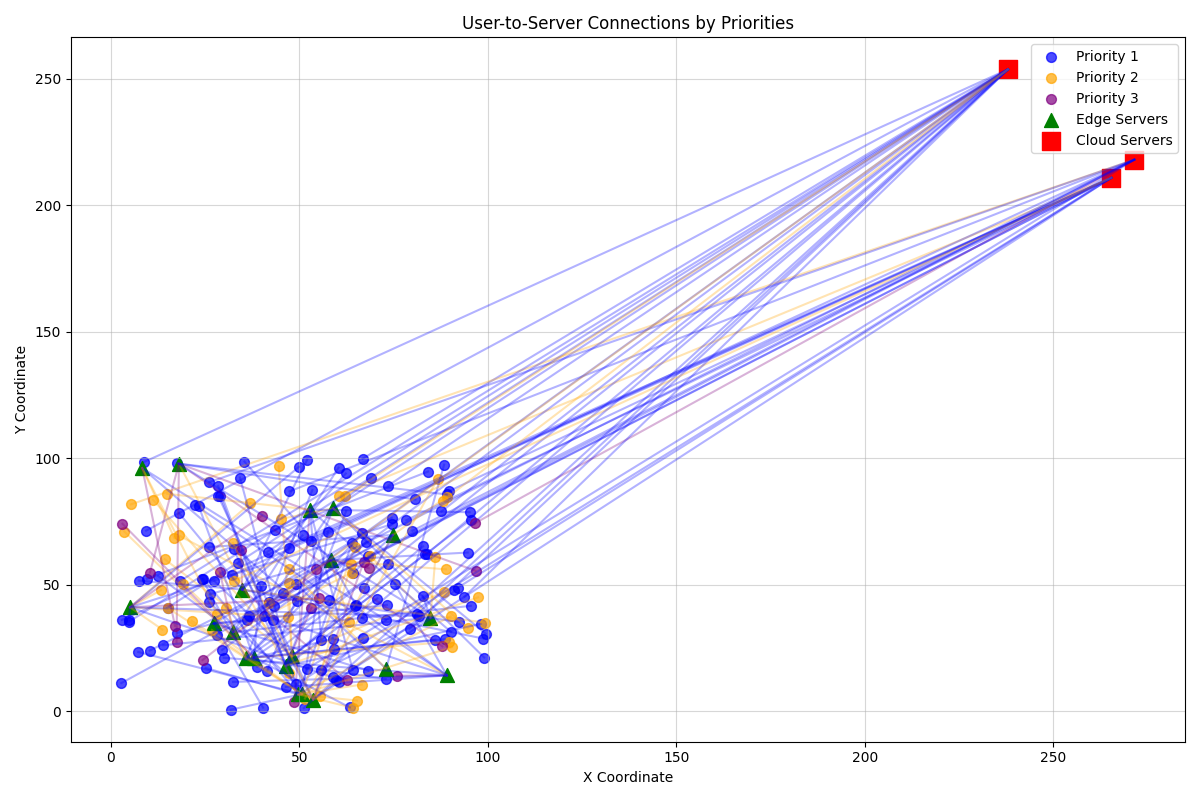 User-to-Server Connections by Priorities
Priority 1
Priority 2
Priority 3
Edge Servers
Cloud Servers
Y Coordinate
250
200
150
100
50
0
0
50
100
150
200
250
X Coordinate